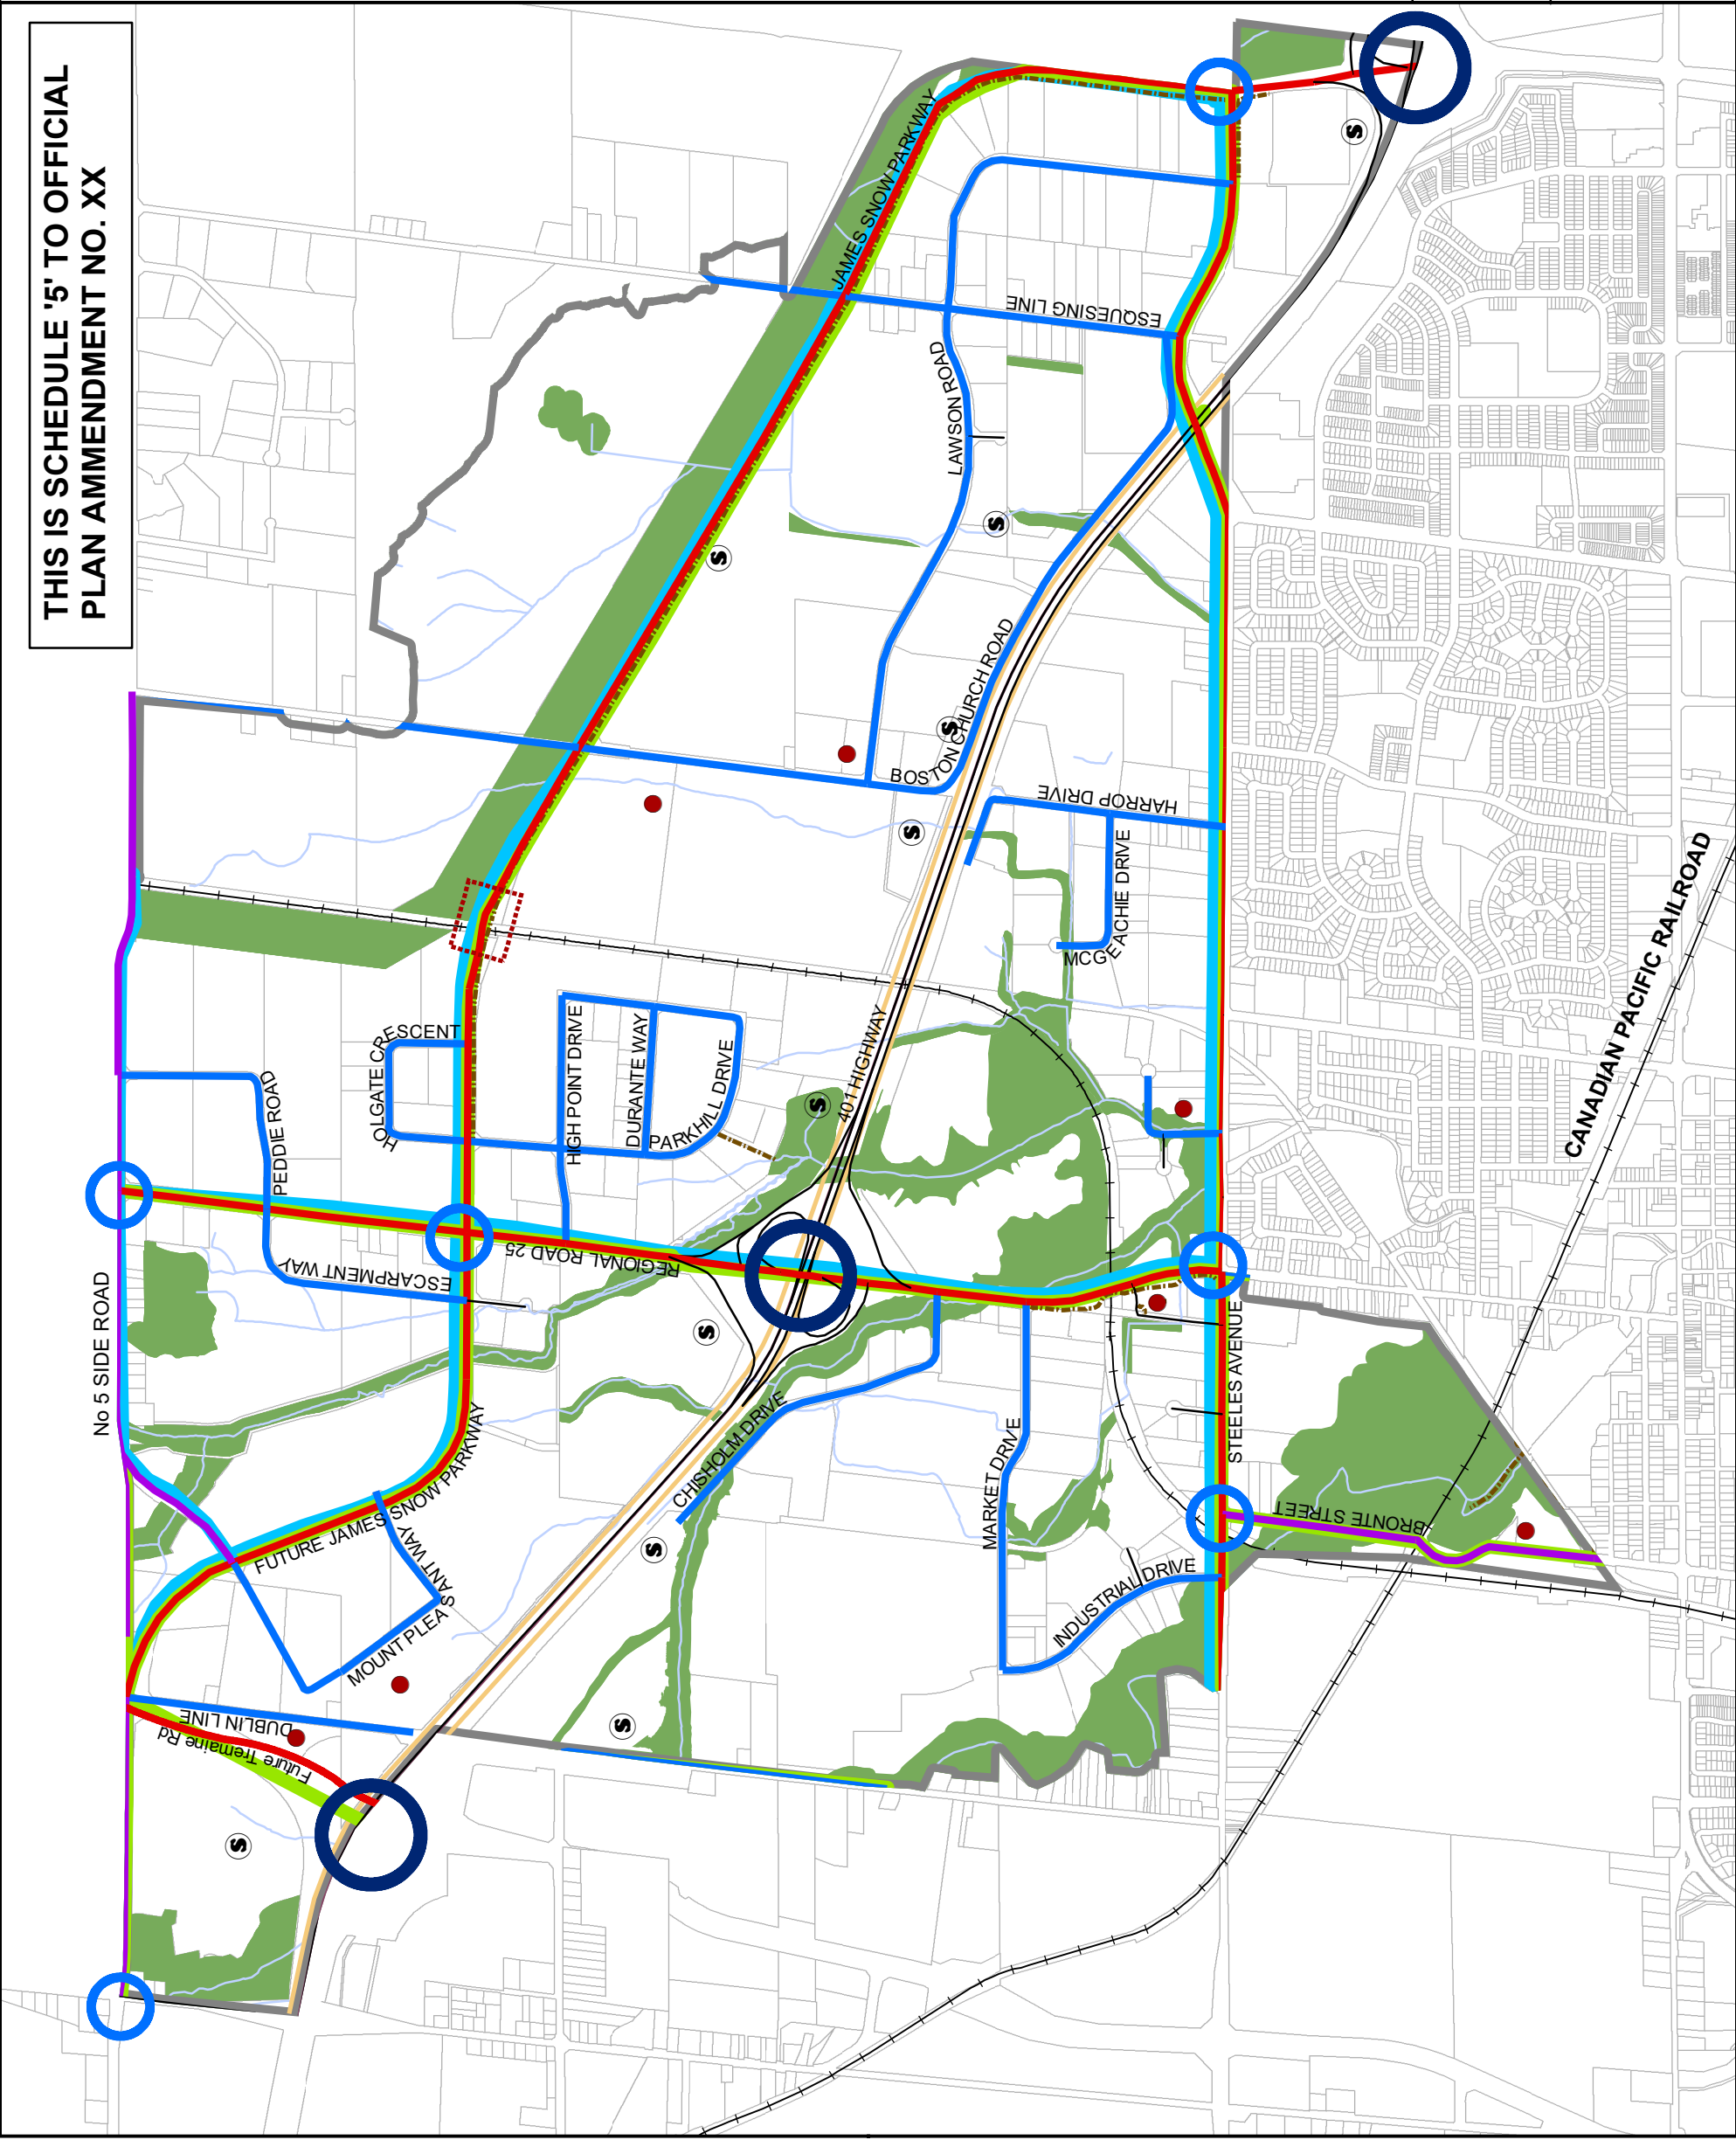 THIS IS SCHEDULE '5' TO OFFICIAL
PLAN AMMENDMENT NO. XX
JAMES SNOW PARKWAY
S
ESQUESING LINE
LAWSON ROAD
S
S
BOSTON CHURCH ROAD
S
S
HARROP DRIVE
MCGEACHIE DRIVE
CANADIAN PACIFIC RAILROAD
401 HIGHWAY
HOLGATE CRESCENT
HIGH POINT DRIVE
DURANTE WAY
PARKHILL DRIVE
S
PEDDIE ROAD
REGIONAL ROAD 25
ESCARPMENT WAY
No 5 SIDE ROAD
S
STEELES AVENUE
CHISHOLM DRIVE
MARKET DRIVE
FUTURE JAMES SNOW PARKWAY
S
BRONTE STREET
INDUSTRIAL DRIVE
MOUNT PLEASANT WAY
DUBLIN LINE
Future Tremaine Rd
S
S